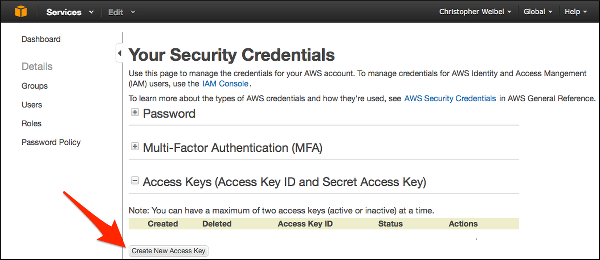 Services Edit Christopher Weibel Global Help
Dashboard
Details
Groups
Users
Roles
Password Policy
Your Security Credentials
Use this page to manage the credentials for your AWS account. To manage credentials for AWS Identity and Access Mangement
(IAM) users, use the IAM Console.
To learn more about the types of AWS credentials and how they're used, see AWS Security Credentials in AWS General Reference.
Password
Multi-Factor Authentication (MFA)
Access Keys (Access Key ID and Secret Access Key)
Note: You can have a maximum of two access keys (active or inactive) at a time.
Created Deleted Access Key ID Status Actions
Create New Access Key